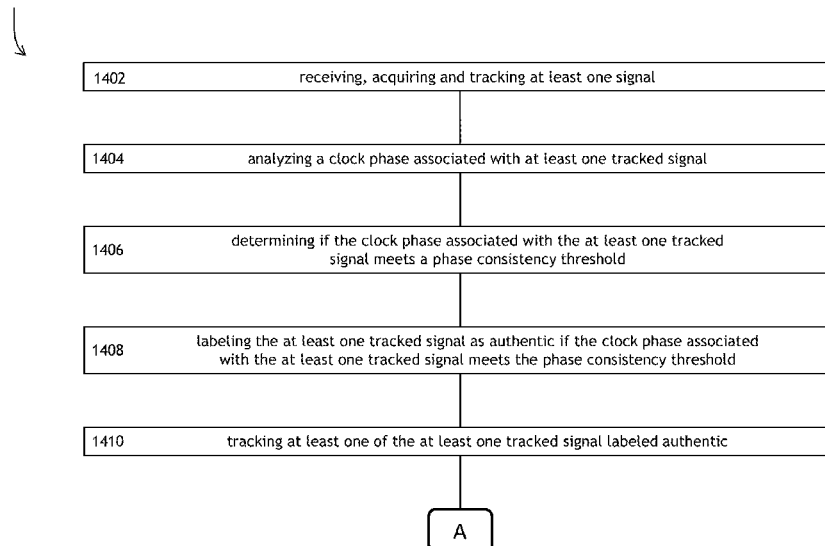 1402 receiving, acquiring and tracking at least one signal
1404 analyzing a clock phase associated with at least one tracked signal
1406 determining if the clock phase associated with the at least one tracked
signal meets a phase consistency threshold
1408 labeling the at least one tracked signal as authentic if the clock phase associated
with the at least one tracked signal meets the phase consistency threshold
1410 tracking at least one of the at least one tracked signal labeled authentic
A